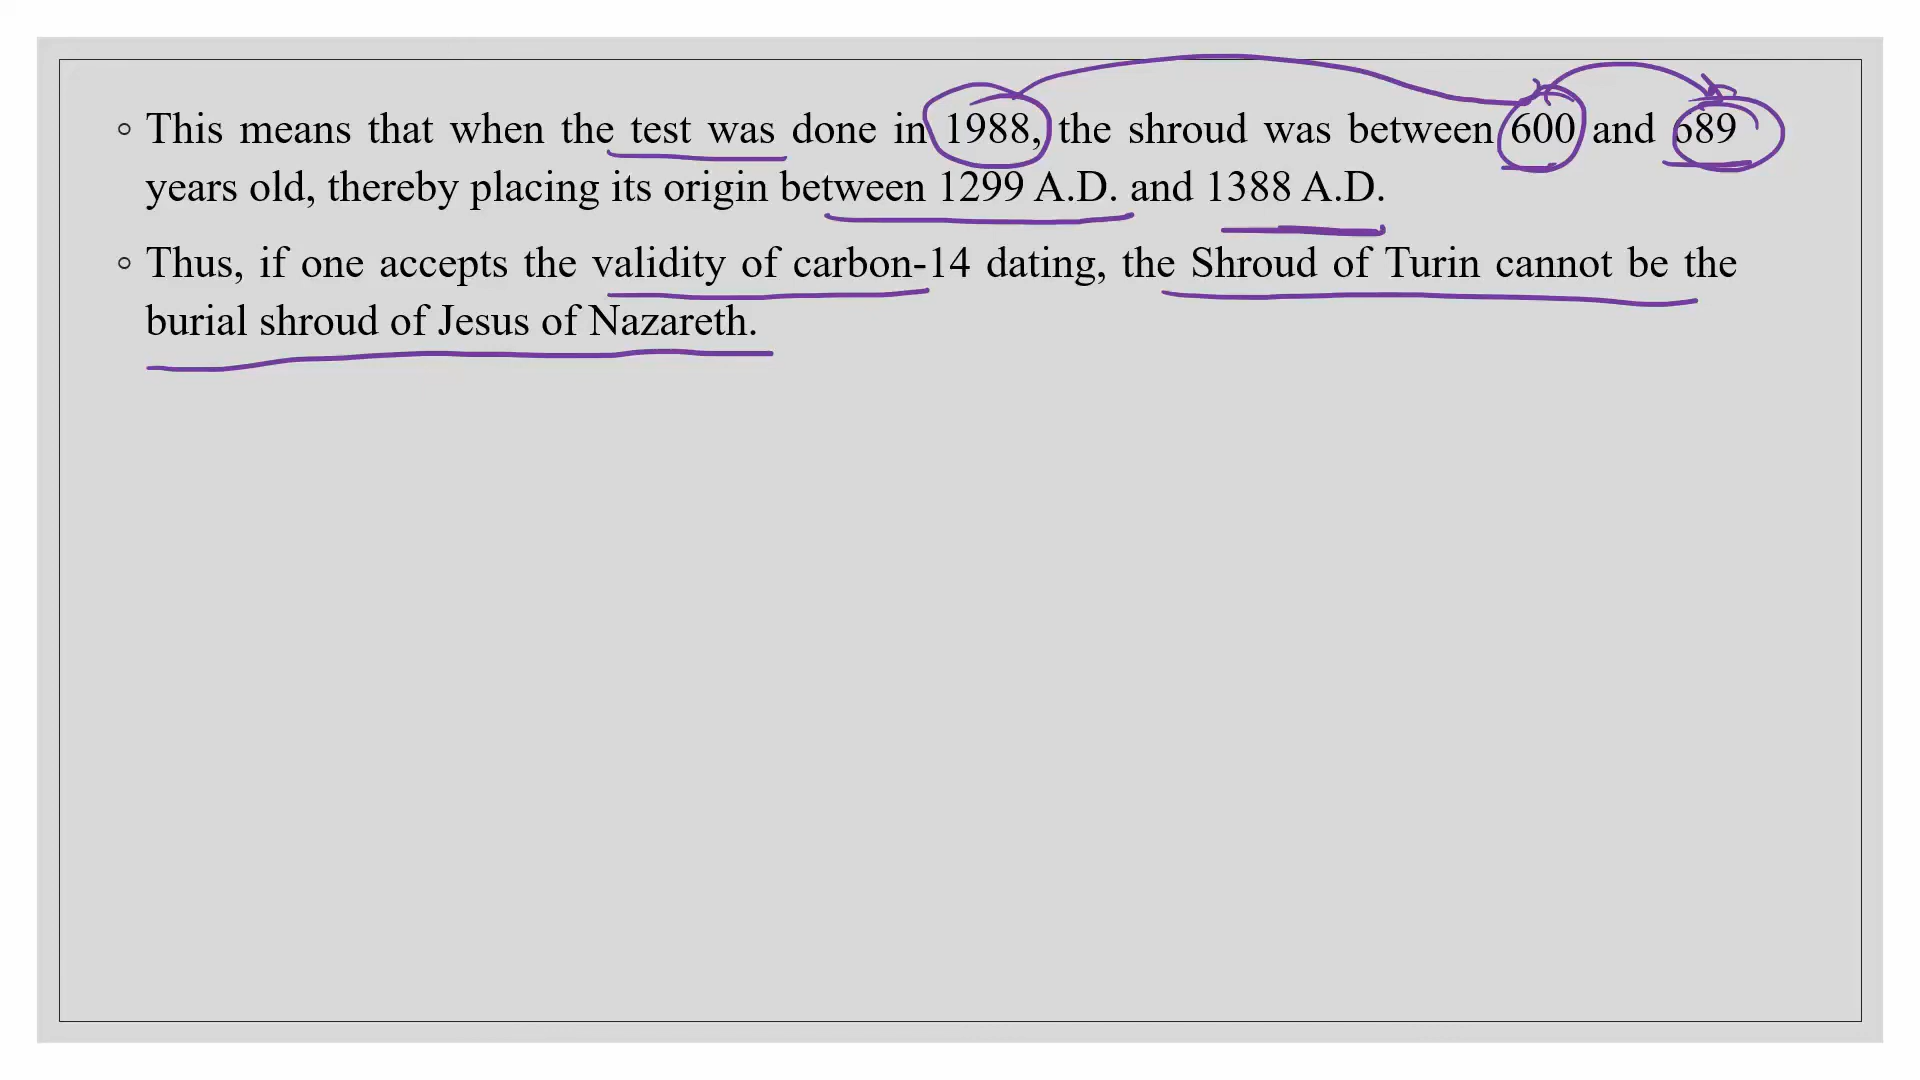 ◦ This means that when the test was done in 1988, the shroud was between 600 and 689
years old, thereby placing its origin between 1299 A.D. and 1388 A.D.
◦ Thus, if one accepts the validity of carbon-14 dating, the Shroud of Turin cannot be the
burial shroud of Jesus of Nazareth.